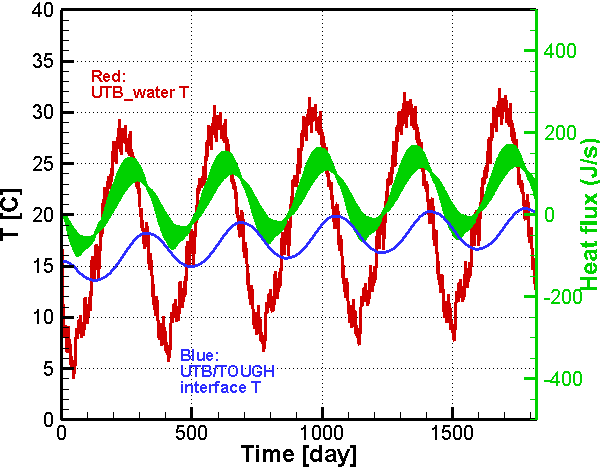 40
35
30
25
20
15
10
5
0
T [C]
Red:
UTB_water T
Blue:
UTB/TOUGH
interface T
0
500
1000
1500
Time [day]
400
200
0
-200
-400
Heat flux (J/s)